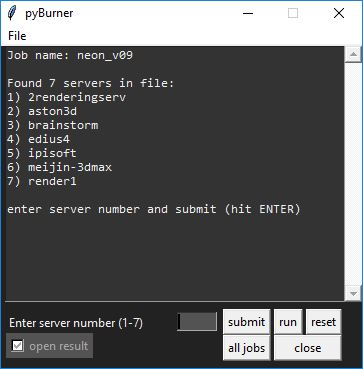 pyBurner
File
Job name: neon_v09
Found 7 servers in file:
1) 2renderingserv
2) aston3d
3) brainstorm
4) edius4
5) ipisoft
6) meijin-3dmax
7) render1
enter server number and submit (hit ENTER)
Enter server number (1-7)
submit
run
reset
open result
all jobs
close